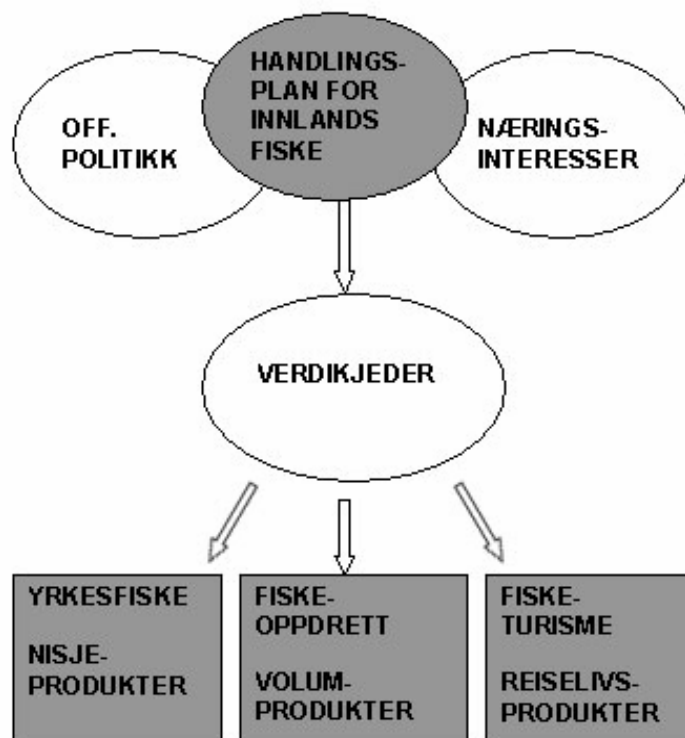 OFF.
POLITIKK
HANDLINGS-
PLAN FOR
INNLANDS
FISKE
NÆRINGS-
INTERESSER
VERDIKJEDER
YRKESFISKE
NISJE-
PRODUKTER
FISKE-
OPPDRETT
VOLUM-
PRODUKTER
FISKE-
TURISME
REISELIVS-
PRODUKTER